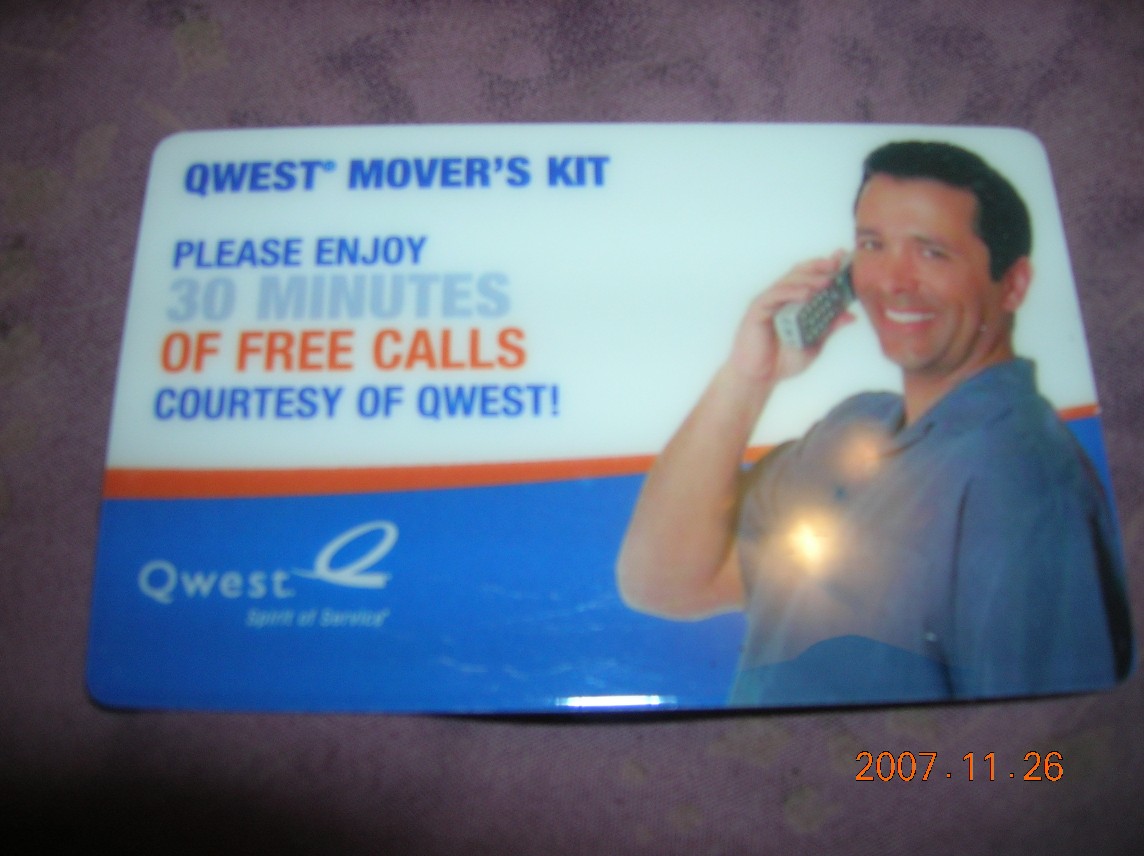 QWEST® MOVER'S KIT
PLEASE ENJOY
30 MINUTES
OF FREE CALLS
COURTESY OF QWEST!
Qwest
Spirit of Service®
2007.11.26